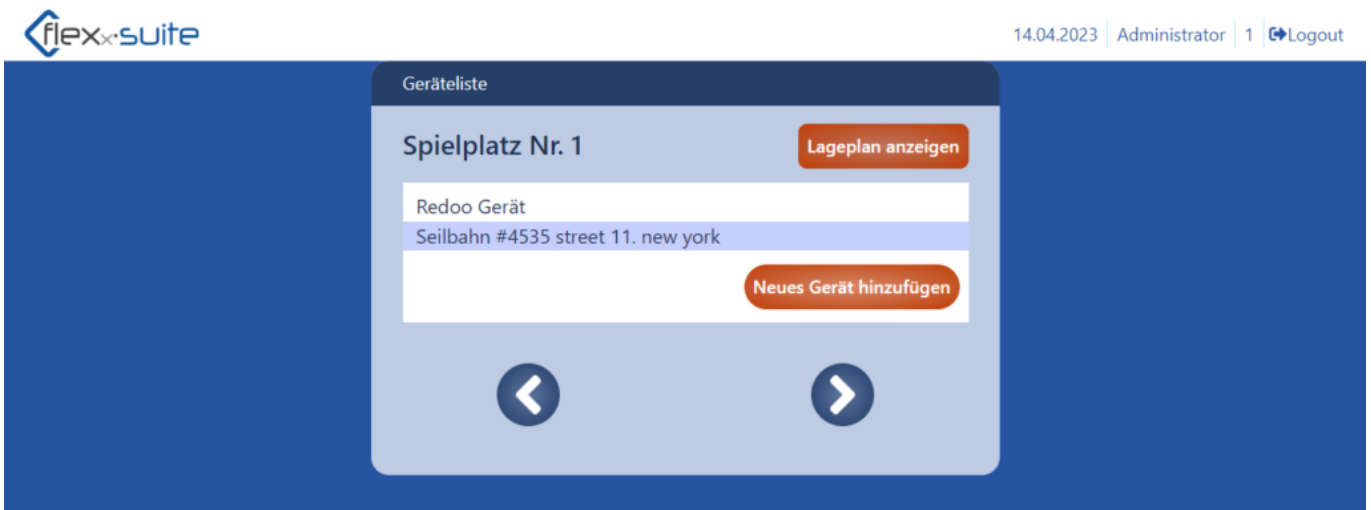 flexx-suite
14.04.2023 Administrator 1 Logout
Geräteliste
Spielplatz Nr. 1
Lageplan anzeigen
Redoo Gerät
Seilbahn #4535 street 11. new york
Neues Gerät hinzufügen